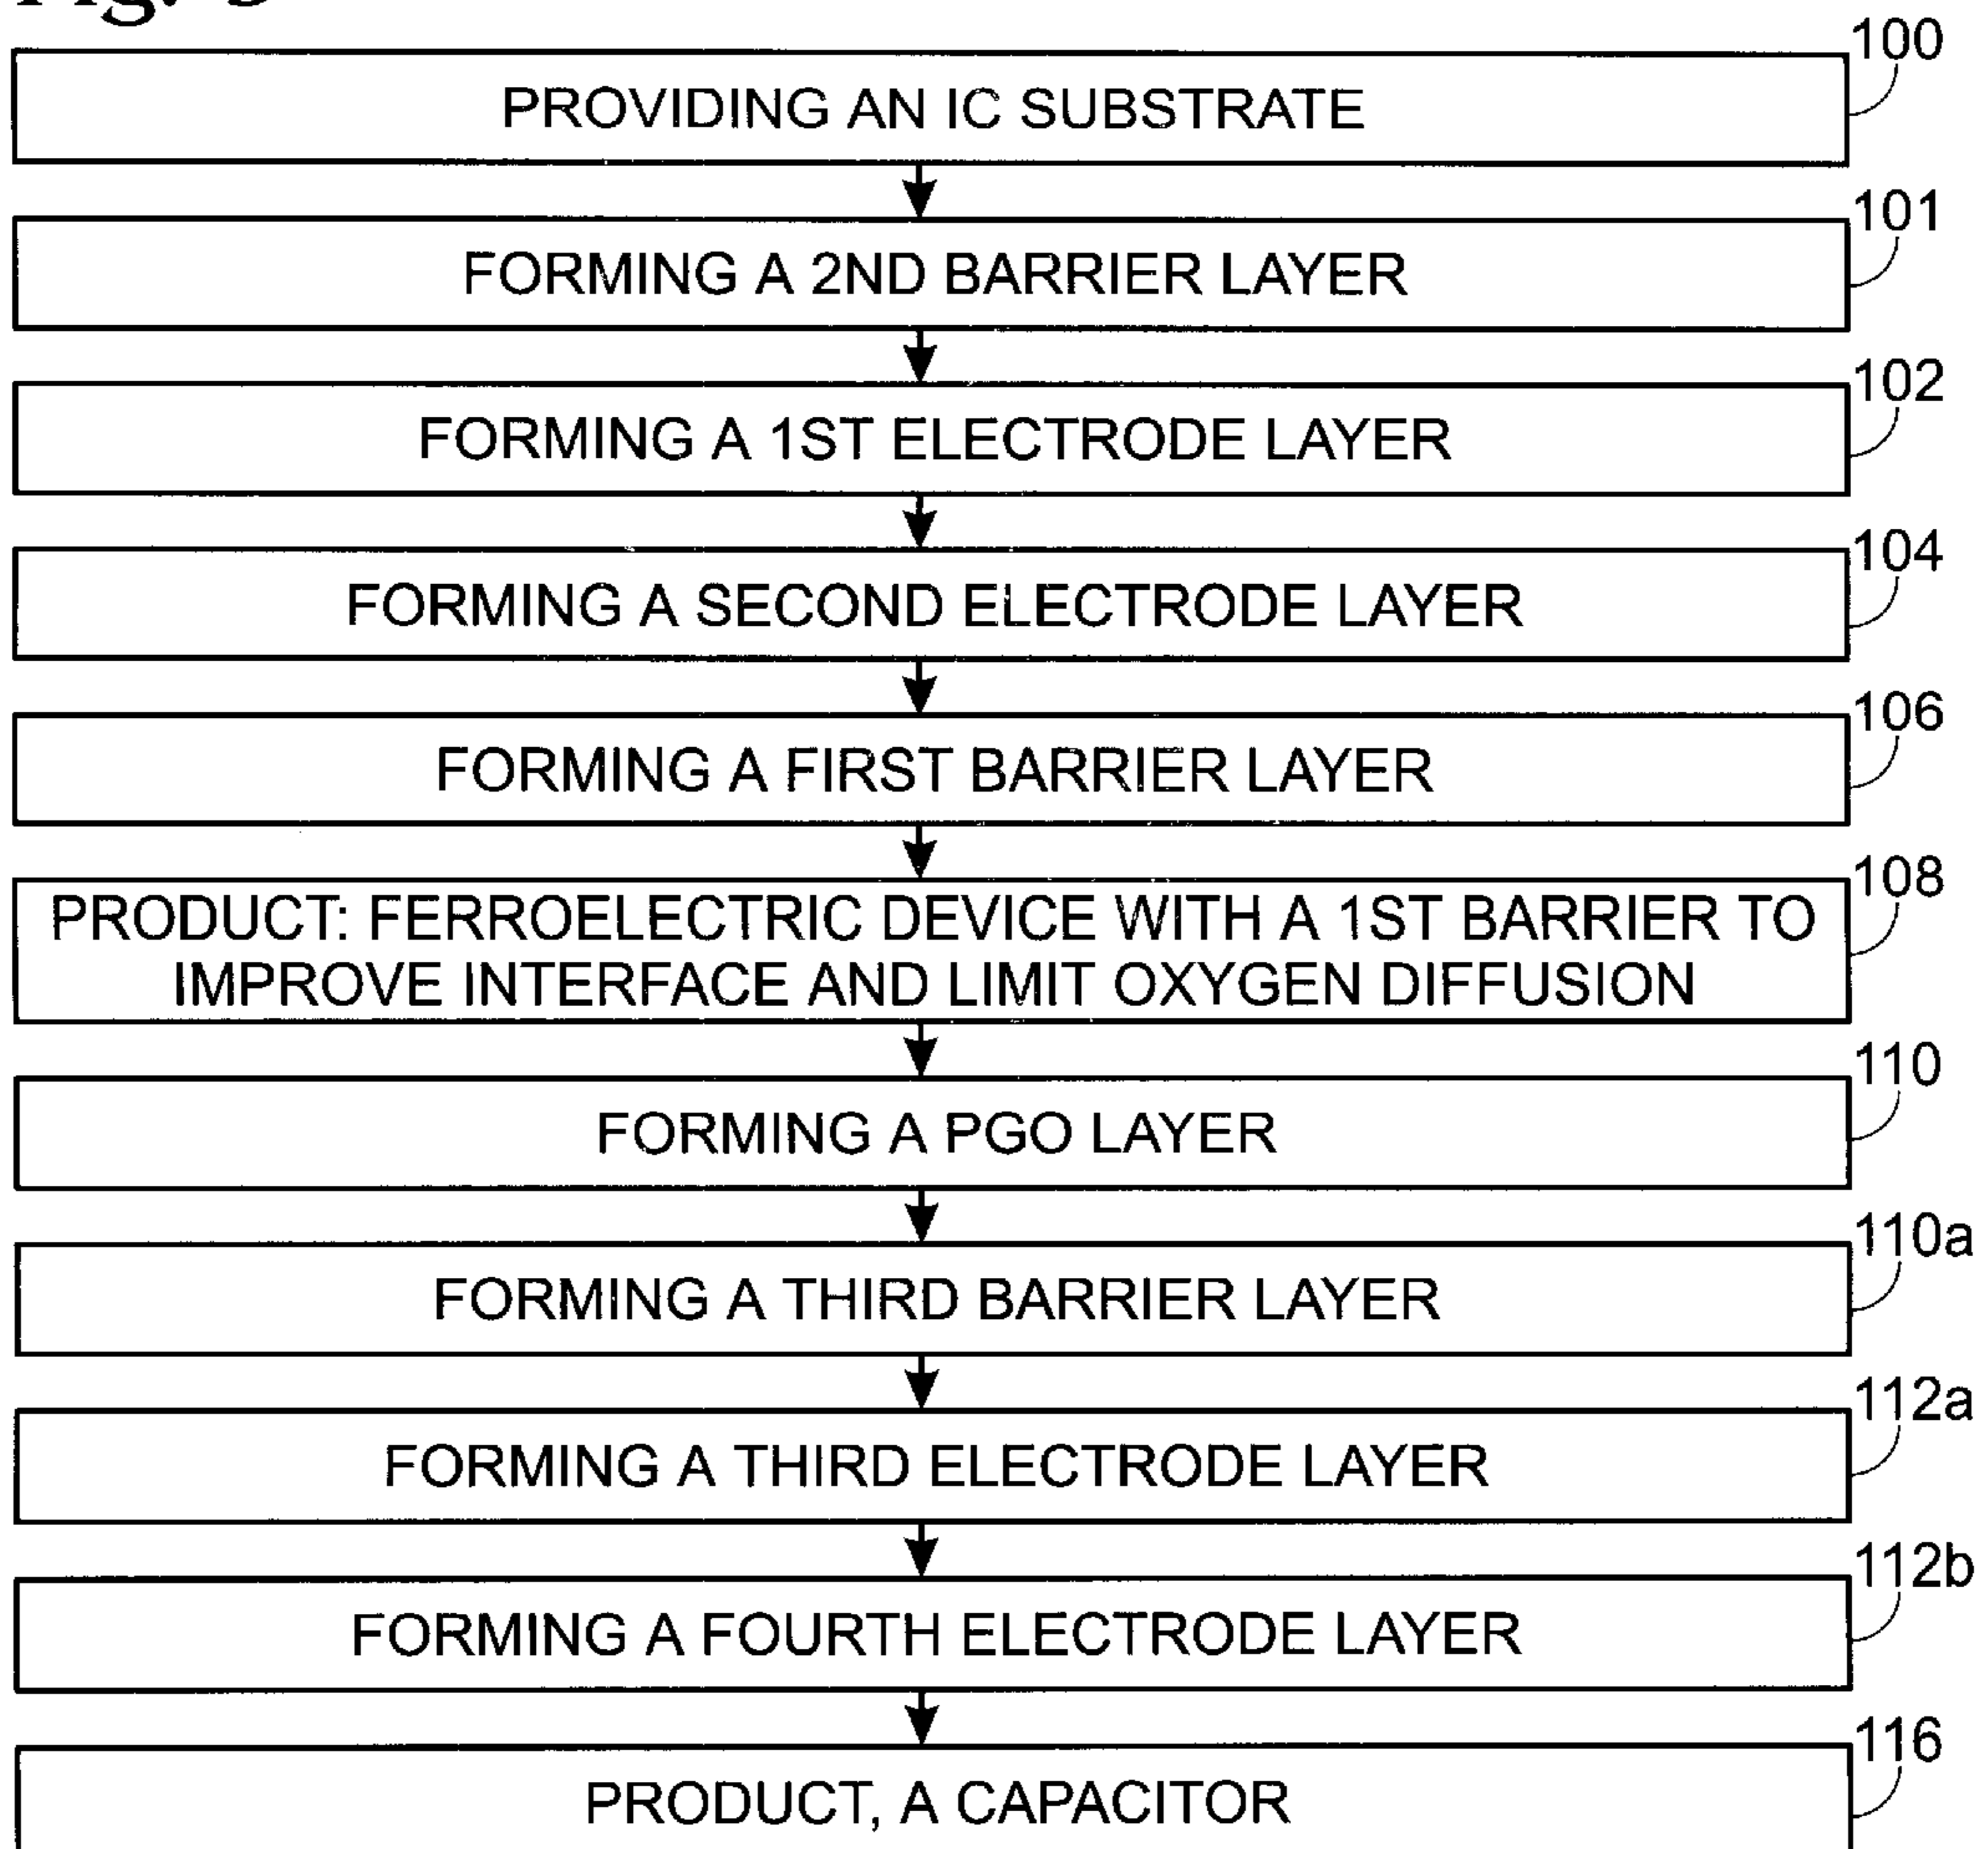 100
PROVIDING AN IC SUBSTRATE
101
FORMING A 2ND BARRIER LAYER
102
FORMING A 1ST ELECTRODE LAYER
104
FORMING A SECOND ELECTRODE LAYER
106
FORMING A FIRST BARRIER LAYER
108
PRODUCT: FERROELECTRIC DEVICE WITH A 1ST BARRIER TO
IMPROVE INTERFACE AND LIMIT OXYGEN DIFFUSION
110
FORMING A PGO LAYER
110a
FORMING A THIRD BARRIER LAYER
112a
FORMING A THIRD ELECTRODE LAYER
112b
FORMING A FOURTH ELECTRODE LAYER
116
PRODUCT, A CAPACITOR